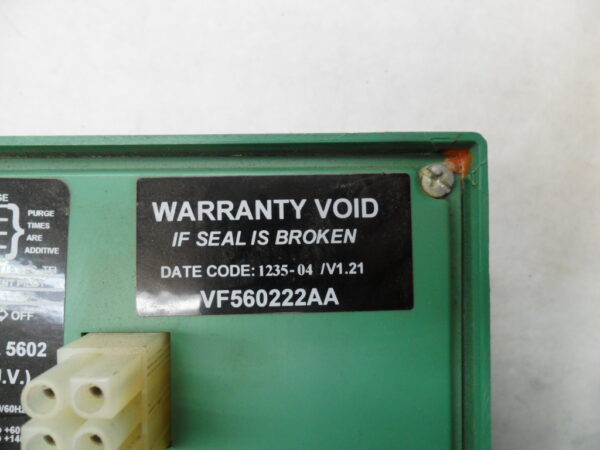 PURGE
TIMES
ARE
ADDITIVE
OFF
5602
.V.)
WARRANTY VOID
IF SEAL IS BROKEN
DATE CODE: 1235-04 /V1.21
VF560222AA